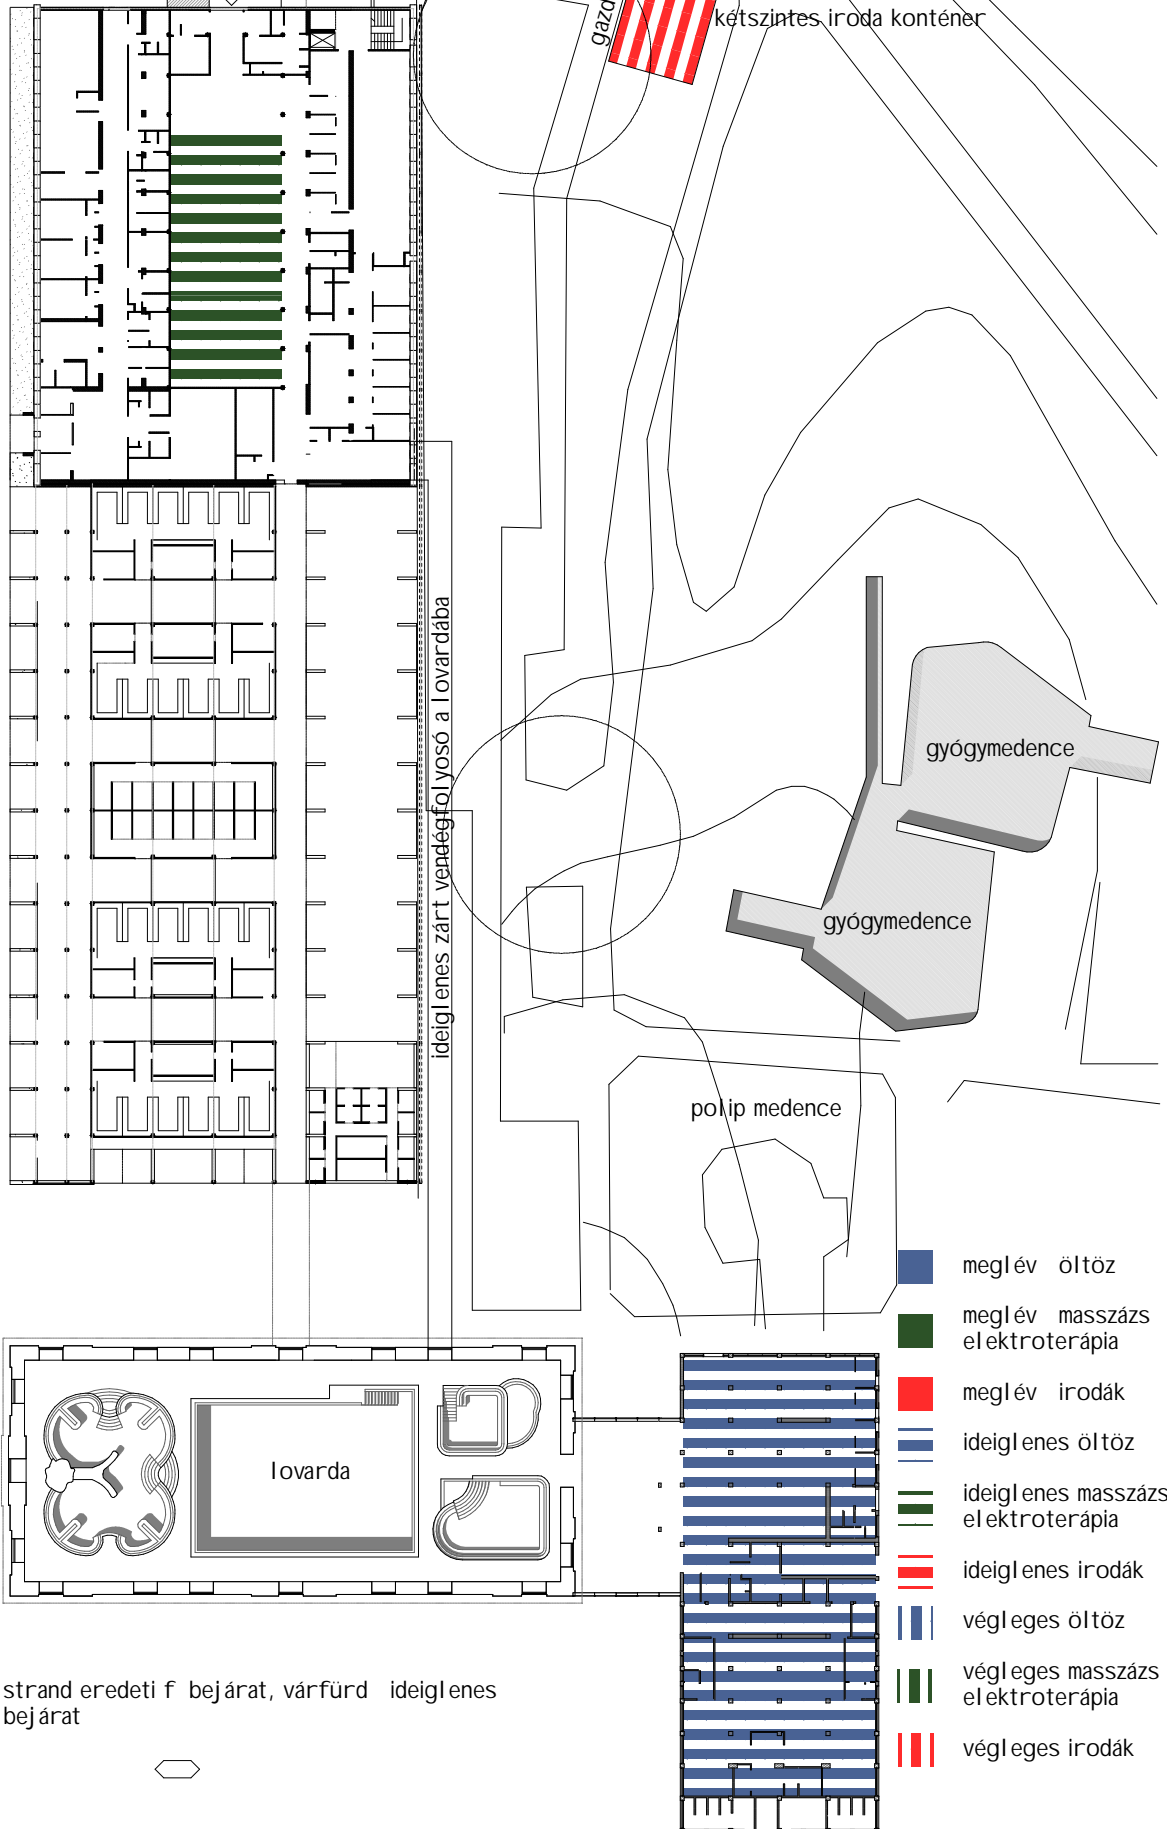 kétszintes iroda konténer
gazd
ideiglenes zárt vendégfolyosó a lovardába
gyógymedence
gyógymedence
polip medence
lovarda
meglév öltöz
meglév masszázs
elektroterápia
meglév irodák
ideiglenes öltöz
ideiglenes masszázs
elektroterápia
ideiglenes irodák
végleges öltöz
végleges masszázs
elektroterápia
végleges irodák
strand eredeti f bejárat, várfürd ideiglenes
bejárat